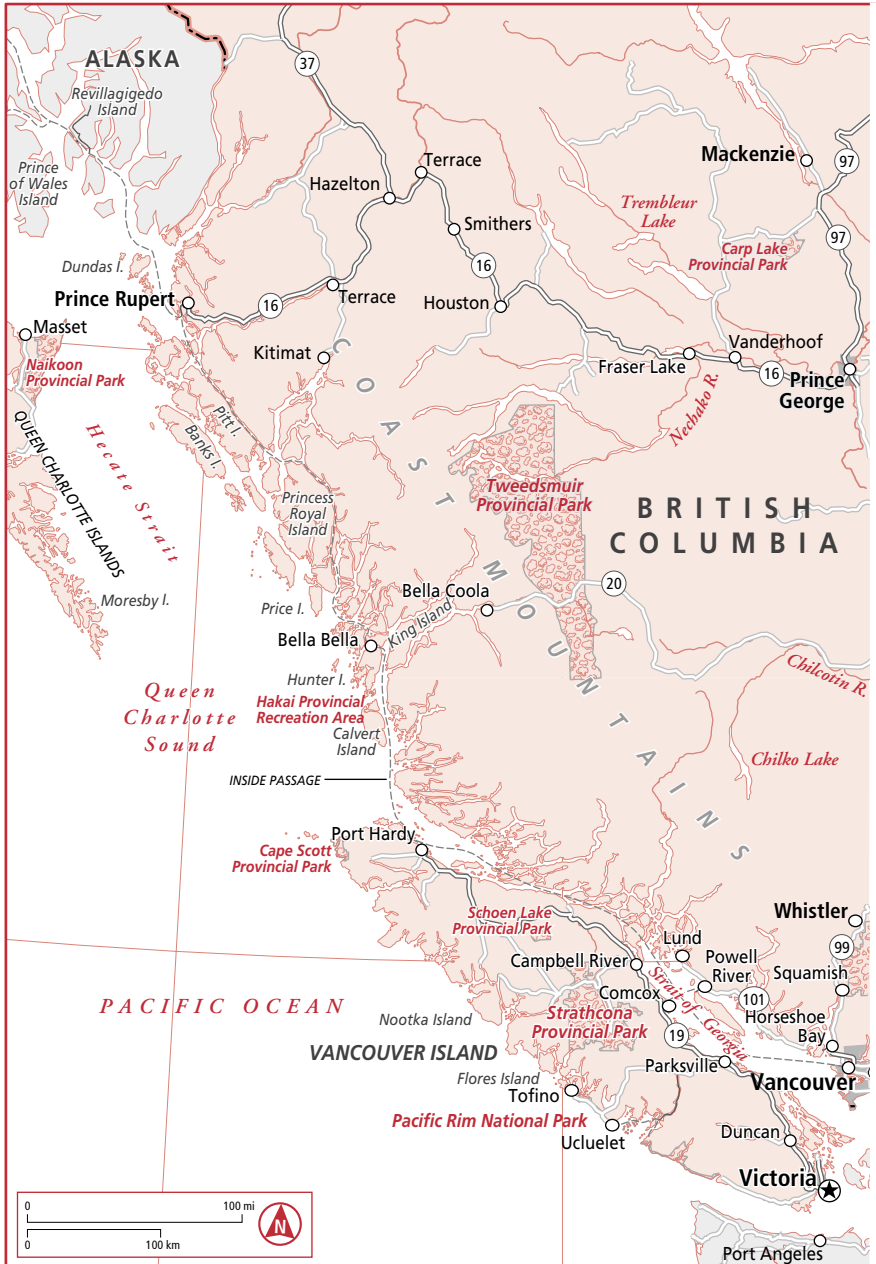 ALASKA
Revillagigedo
Island
37
Prince
of Wales
Island
Terrace
Mackenzie
97
Hazelton
Trembleur
Lake
Smithers
97
Carp Lake
Provincial Park
Dundas I.
16
Prince Rupert
16
Terrace
Houston
Masset
Kitimat
Fraser Lake
Vanderhoof
Naikoon
Provincial Park
16
Prince
George
Pitt I.
Banks I.
Nechako R.
QUEEN CHARLOTTE ISLANDS
Hecate Strait
COAST MOUNTAINS
Tweedsmuir
Provincial Park
Princess
Royal
Island
BRITISH
COLUMBIA
Moresby I.
Price I.
Bella Coola
20
King Island
Bella Bella
Hunter I.
Chilcotin R.
Queen
Charlotte
Sound
Hakai Provincial
Recreation Area
Calvert
Island
Chilko Lake
INSIDE PASSAGE
Port Hardy
Cape Scott
Provincial Park
Schoen Lake
Provincial Park
Whistler
99
Lund
Campbell River
Powell
River
Squamish
Strait of Georgia
Comcox
101
PACIFIC OCEAN
Nootka Island
Strathcona
Provincial Park
Horseshoe
Bay
19
VANCOUVER ISLAND
Parksville
Flores Island
Vancouver
Tofino
Pacific Rim National Park
Ucluelet
Duncan
Victoria
0
100 mi
0
100 km
N
Port Angeles